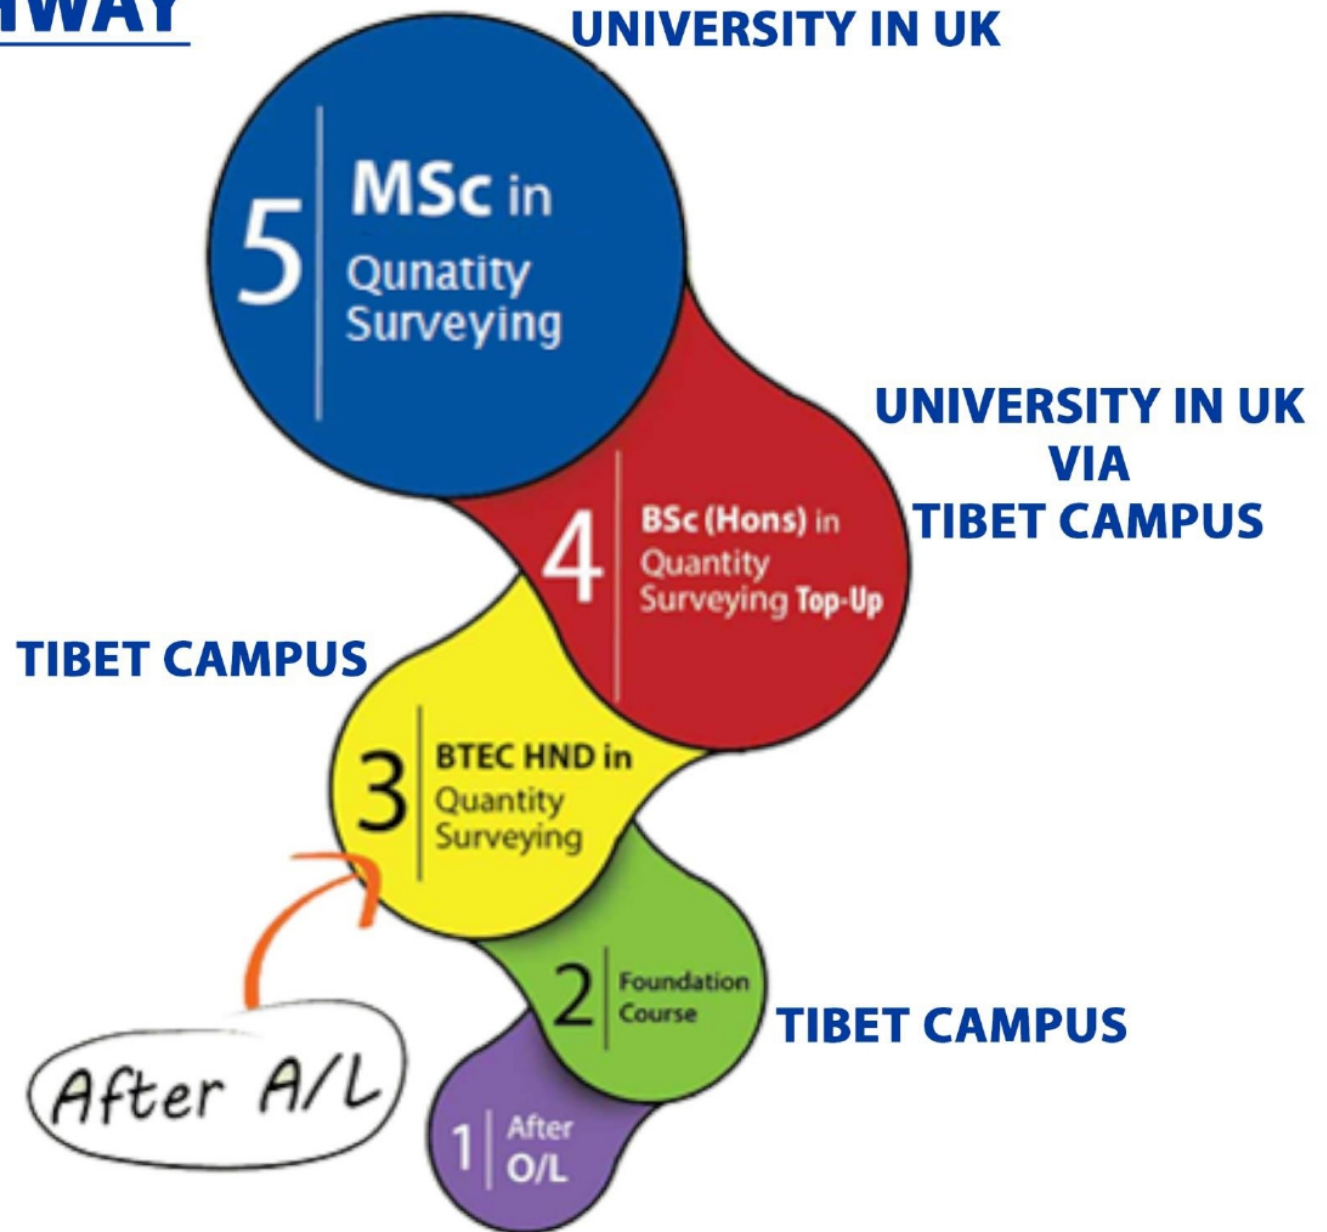 UNIVERSITY IN UK
5
MSc in
Qunatity
Surveying
UNIVERSITY IN UK
VIA
TIBET CAMPUS
4
BSc (Hons) in
Quantity
Surveying Top-Up
TIBET CAMPUS
3
BTEC HND in
Quantity
Surveying
2
Foundation
Course
TIBET CAMPUS
After A/L
1
After
O/L